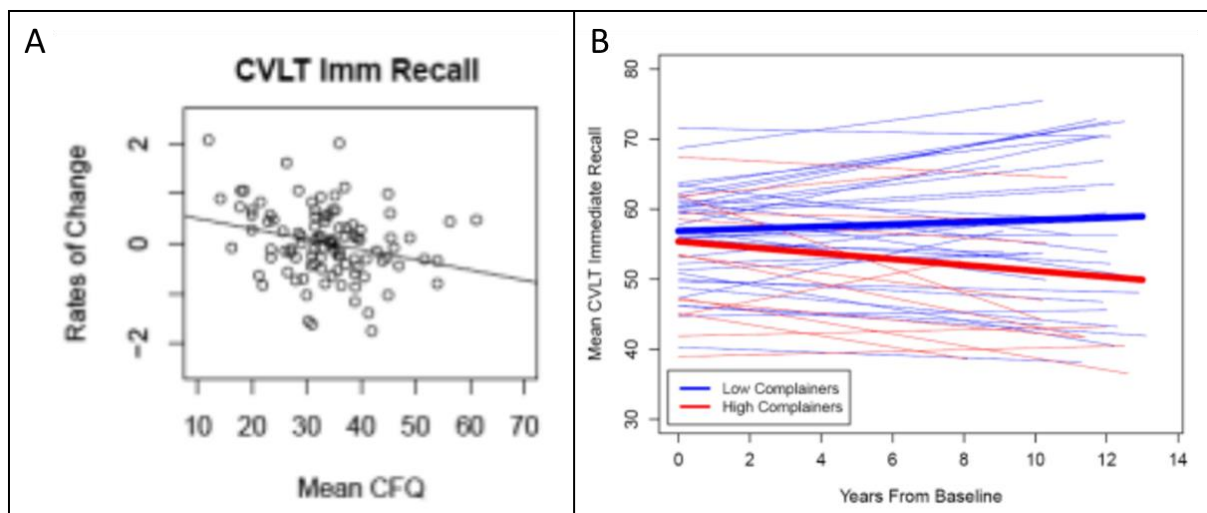 A
CVLT Imm Recall
Rates of Change
2
0
−2
10 20 30 40 50 60 70
Mean CFQ
B
Mean CVLT Immediate Recall
80
70
60
50
40
30
Low Complainers
High Complainers
0 2 4 6 8 10 12 14
Years From Baseline